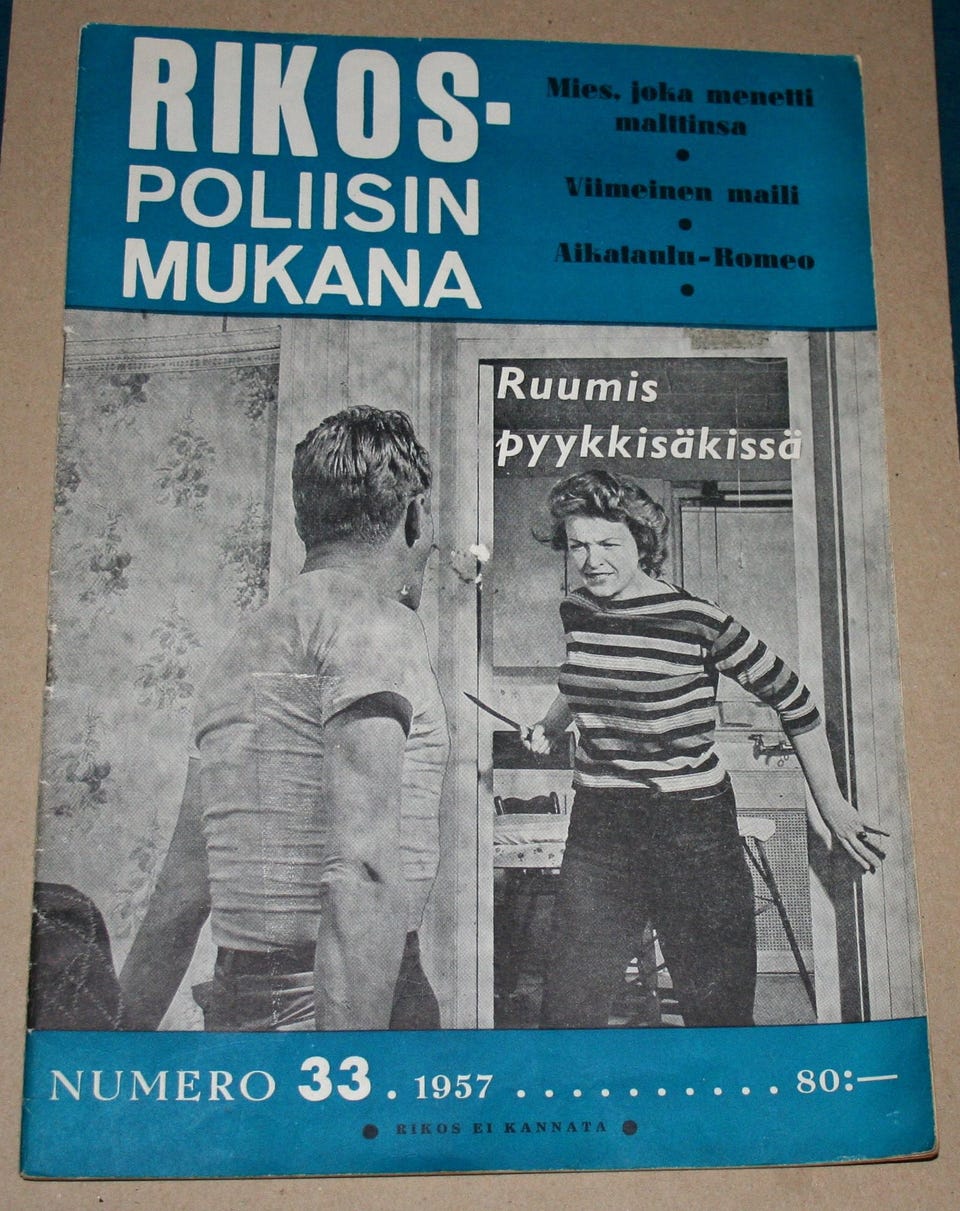 RIKOS-
POLIISIN
MUKANA
Mies, joka menetti
malttinsa
Viimeinen maili
Aikataulu-Romeo
Ruumis
pyykkisäkissä
NUMERO 33. 1957 ........... 80:—
RIKOS EI KANNATA